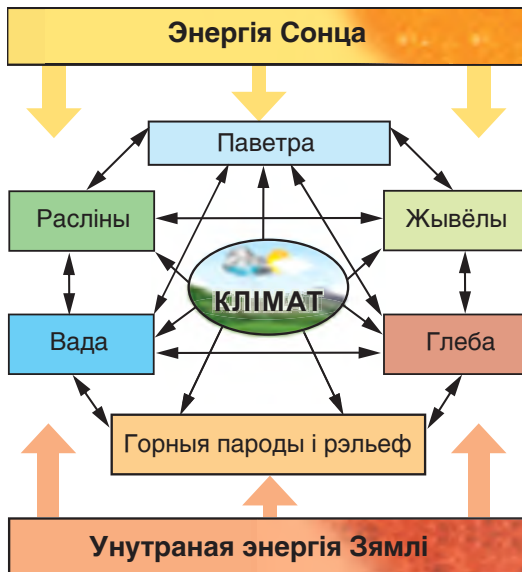 Энергія Сонца
Паветра
Расліны
Жывёлы
КЛІМАТ
Вада
Глеба
Горныя пароды і рэльеф
Унутраная энергія Зямлі